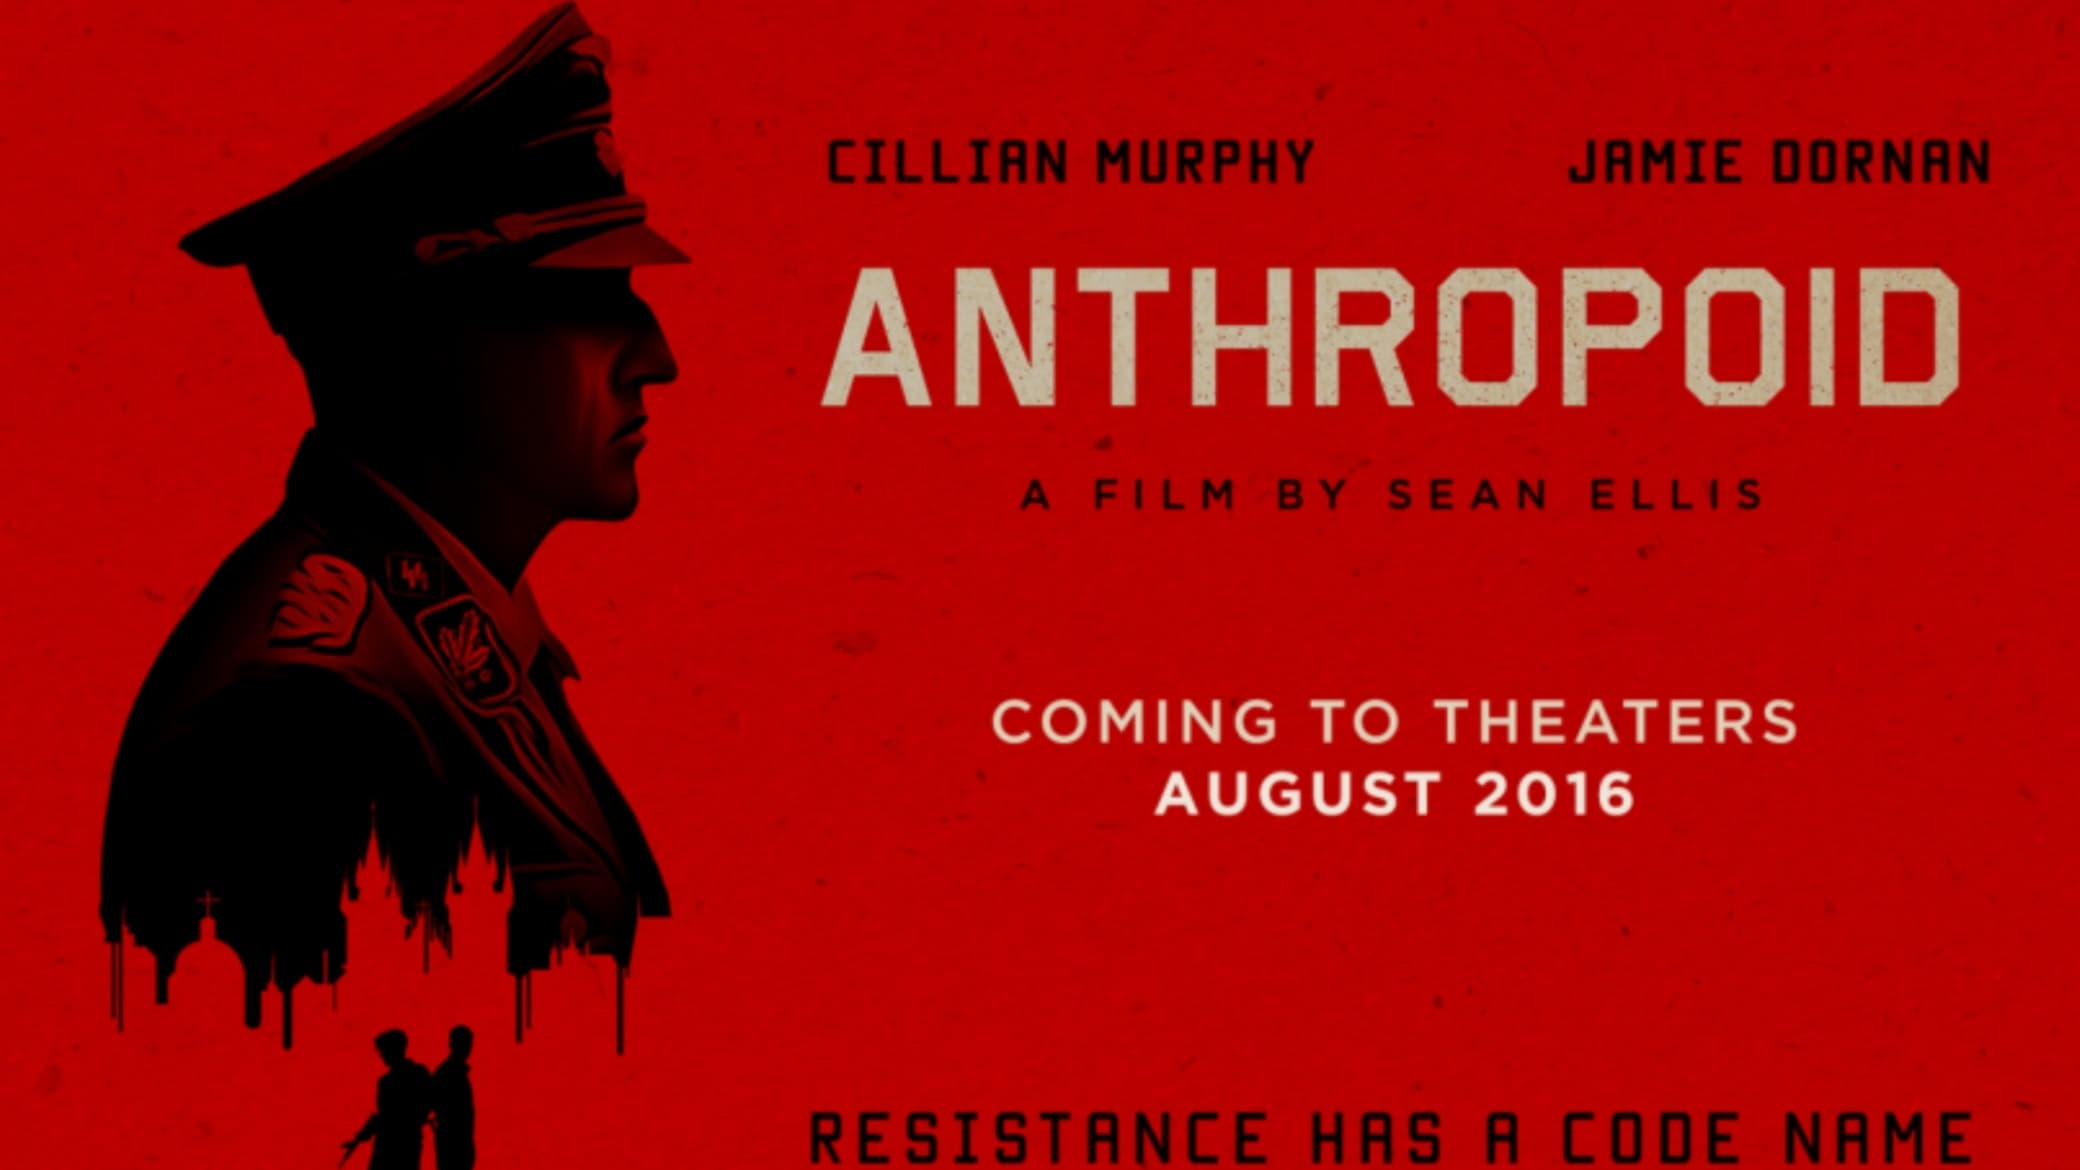 CILLIAN MURPHY JAMIE DORNAN
ANTHROPOID
A FILM BY SEAN ELLIS
COMING TO THEATERS
AUGUST 2016
RESISTANCE HAS A CODE NAME